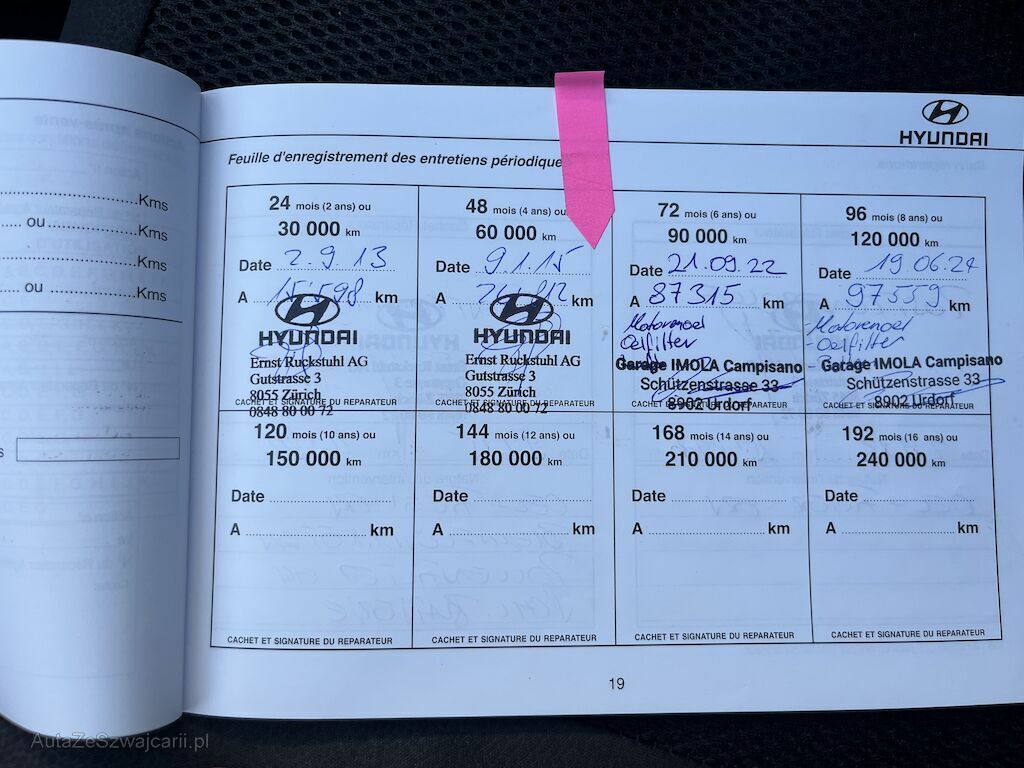 HYUNDAI
Feuille d'enregistrement des entretiens périodique
Kms
ou Kms
Kms
ou Kms
s
24 mois (2 ans) ou
30 000 km
Date 2.9.13
A 15'598 km
HYUNDAI
Ernst Ruckstuhl AG
Gutstrasse 3
8055 Zürich
CACHET ET SIGNATURE DU REPARATEUR
0848 80 00 72
48 mois (4 ans) ou
60 000 km
Date 9.1.15
A km
HYUNDAI
Ernst Ruckstuhl AG
Gutstrasse 3
8055 Zürich
CACHET ET SIGNATURE DU REPARATEUR
0848 80 00 72
72 mois (6 ans) ou
90 000 km
Date 21.09.22
A 87315 km
Motorenoel
Oelfilter
Garage IMOLA Campisano
Schützenstrasse 33
8902 Urdorf
CACHET ET SIGNATURE DU REPARATEUR
96 mois (8 ans) ou
120 000 km
Date 19.06.24
A 97559 km
- Motorenoel
- Oelfilter
Garage IMOLA Campisano
Schützenstrasse 33
8902 Urdorf
CACHET ET SIGNATURE DU REPARATEUR
120 mois (10 ans) ou
150 000 km
Date
A km
CACHET ET SIGNATURE DU REPARATEUR
144 mois (12 ans) ou
180 000 km
Date
A km
CACHET ET SIGNATURE DU REPARATEUR
168 mois (14 ans) ou
210 000 km
Date
A km
CACHET ET SIGNATURE DU REPARATEUR
192 mois (16 ans) ou
240 000 km
Date
A km
CACHET ET SIGNATURE DU REPARATEUR
19
AutaZeSzwajcarii.pl